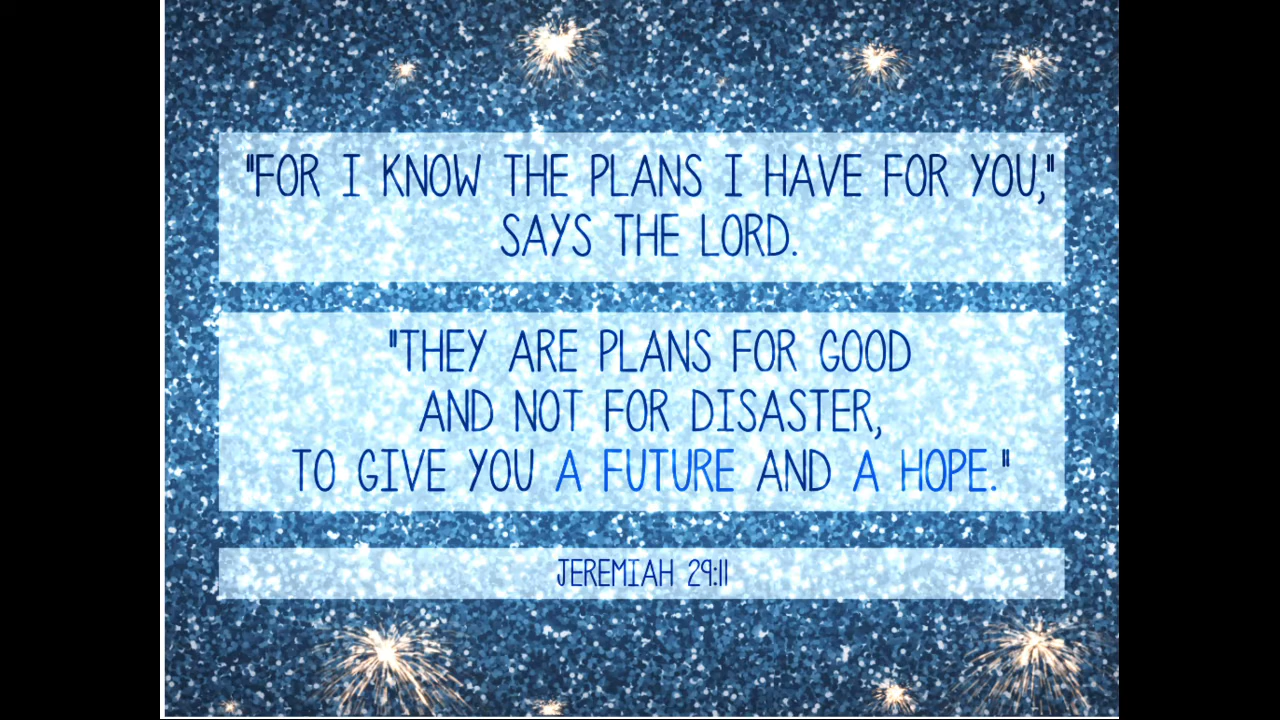 "FOR I KNOW THE PLANS I HAVE FOR YOU,"
SAYS THE LORD.
"THEY ARE PLANS FOR GOOD
AND NOT FOR DISASTER,
TO GIVE YOU A FUTURE AND A HOPE."
JEREMIAH 29:11